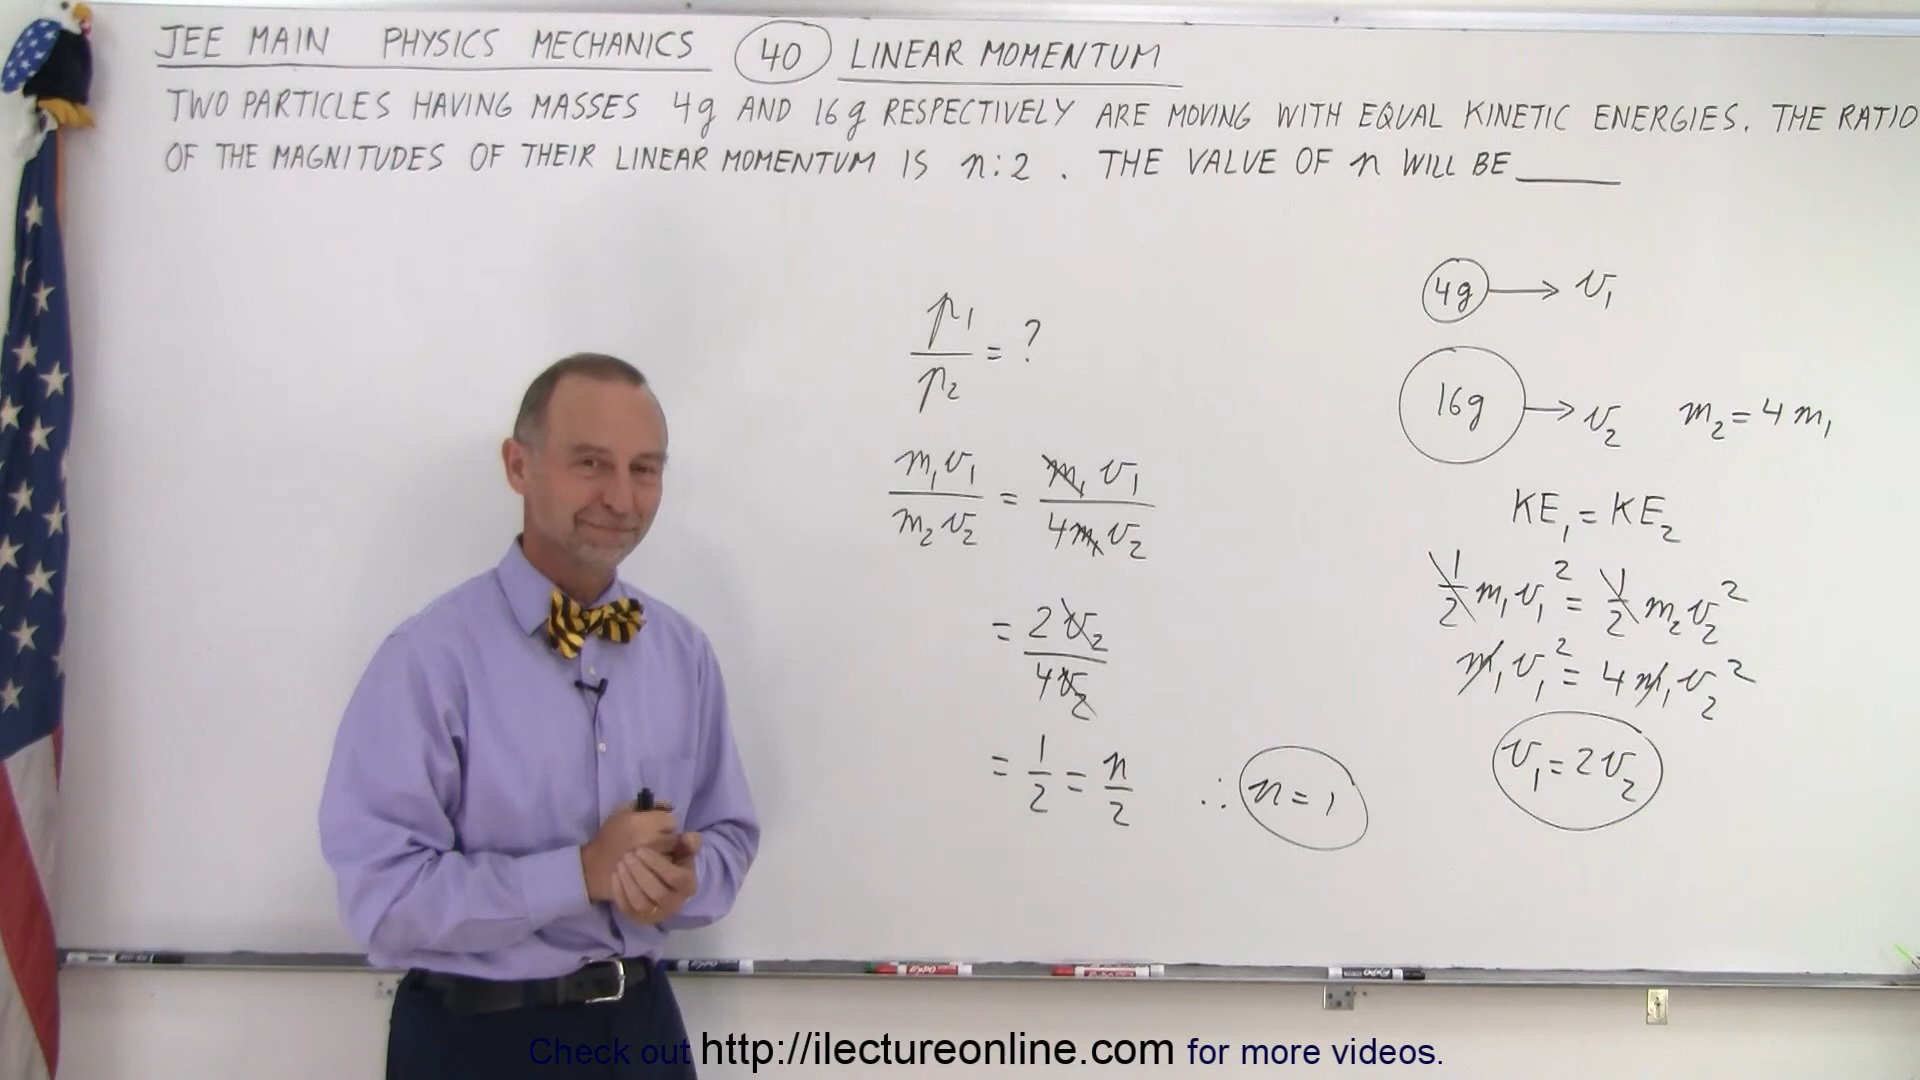 JEE MAIN PHYSICS MECHANICS 40 LINEAR MOMENTUM
TWO PARTICLES HAVING MASSES 4g AND 16g RESPECTIVELY ARE MOVING WITH EQUAL KINETIC ENERGIES. THE RATIO
OF THE MAGNITUDES OF THEIR LINEAR MOMENTUM IS n:2 . THE VALUE OF n WILL BE _____
p₁/p₂ = ?
m₁v₁/m₂v₂ = m₁v₁/4m₁v₂
= 2v₂/4v₂
= 1/2 = n/2 ∴ n = 1
4g → v₁
16g → v₂ m₂ = 4m₁
KE₁ = KE₂
1/2 m₁v₁² = 1/2 m₂v₂²
m₁v₁² = 4m₁v₂²
v₁ = 2v₂
Check out http://ilectureonline.com for more videos.